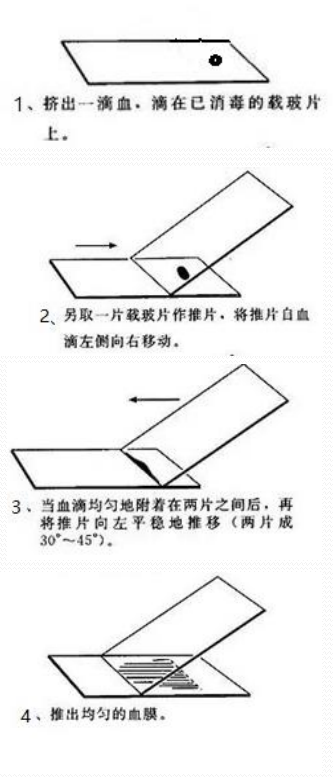 1、挤出一滴血，滴在已消毒的载玻片
上。
2、另取一片载玻片作推片，将推片自血
滴左侧向右移动。
3、当血滴均匀地附着在两片之间后，再
将推片向左平稳地推移（两片成
30°～45°）。
4、推出均匀的血膜。